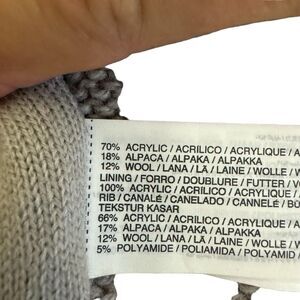 70% ACRYLIC / ACRILICO / ACRYLIQUE / A
18% ALPACA / ALPAKA / ALPAKKA
12% WOOL / LANA / LÃ / LAINE / WOLLE / W
LINING / FORRO / DOUBLURE / FUTTER / V
100% ACRYLIC / ACRILICO / ACRYLIQUE /
RIB / CANALÉ / CANELADO / CANNELÉ / BO
TEKSTUR KASAR
66% ACRYLIC / ACRILICO / ACRYLIQUE / A
17% ALPACA / ALPAKA / ALPAKKA
12% WOOL / LANA / LÃ / LAINE / WOLLE / W
5% POLYAMIDE / POLIAMIDA / POLYAMID /